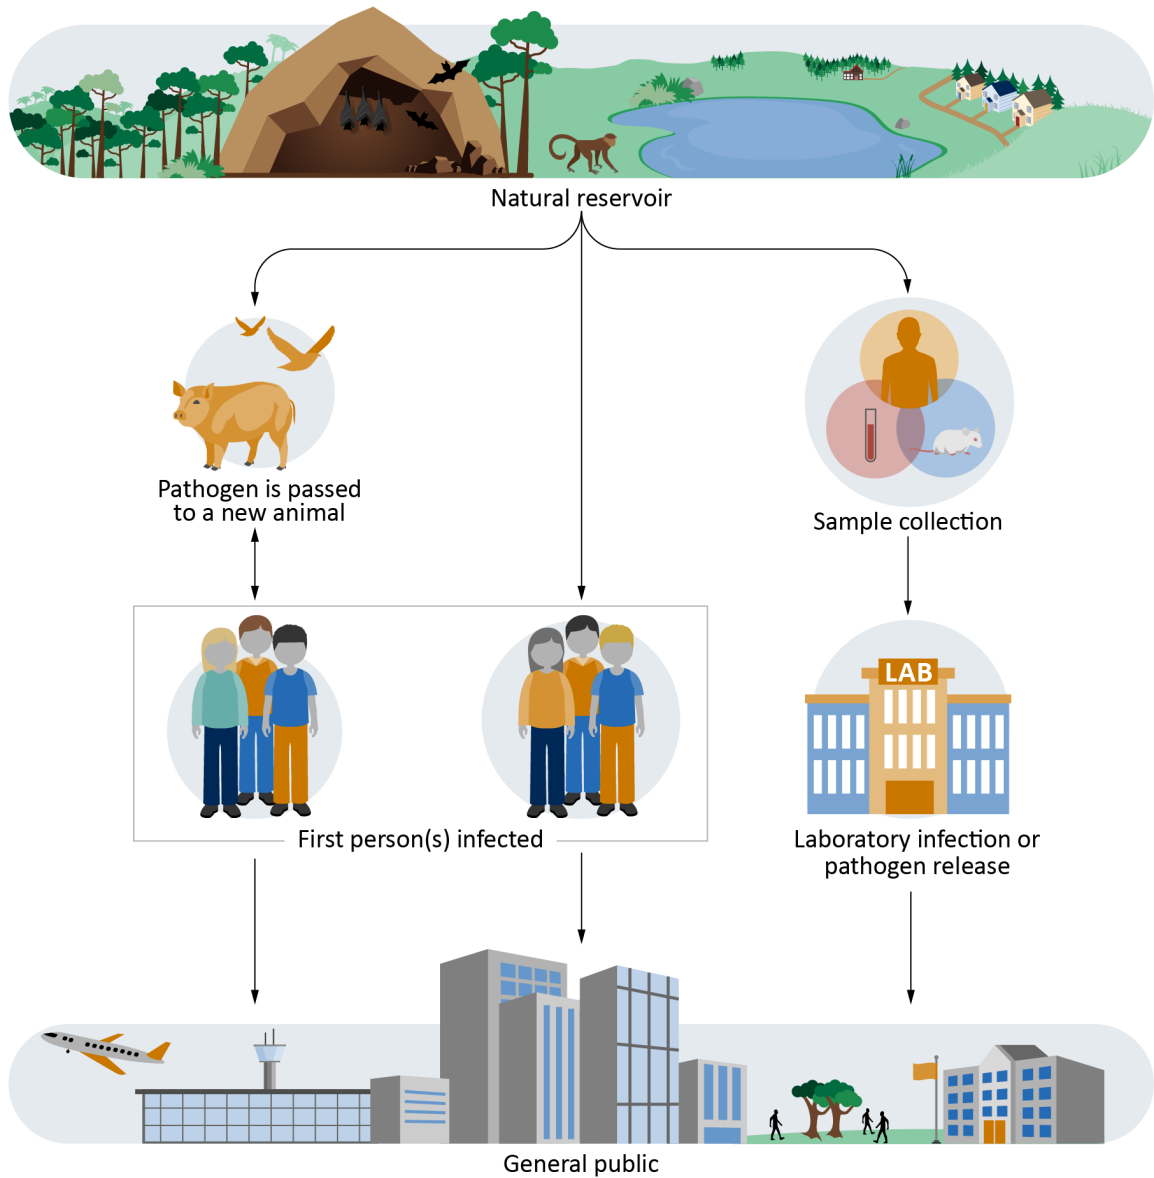 Natural reservoir
Pathogen is passed
to a new animal
Sample collection
LAB
First person(s) infected
Laboratory infection or
pathogen release
General public